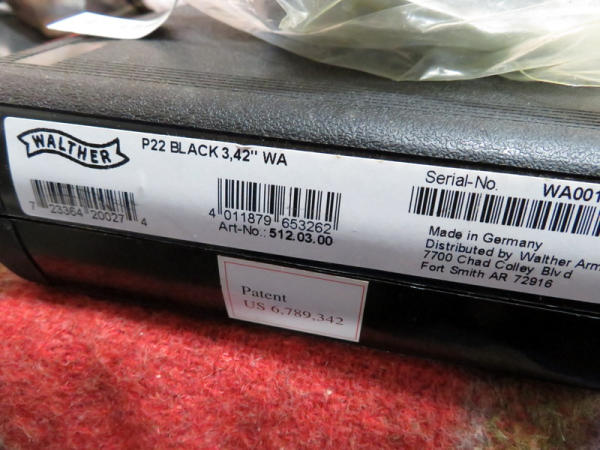 WALTHER
P22 BLACK 3,42" WA
7 23364 20027 4
4 011879 653262
Art-No.: 512.03.00
Serial-No. WA001
Made in Germany
Distributed by Walther Arm
7700 Chad Colley Blvd
Fort Smith AR 72916
Patent
US 6,789,342